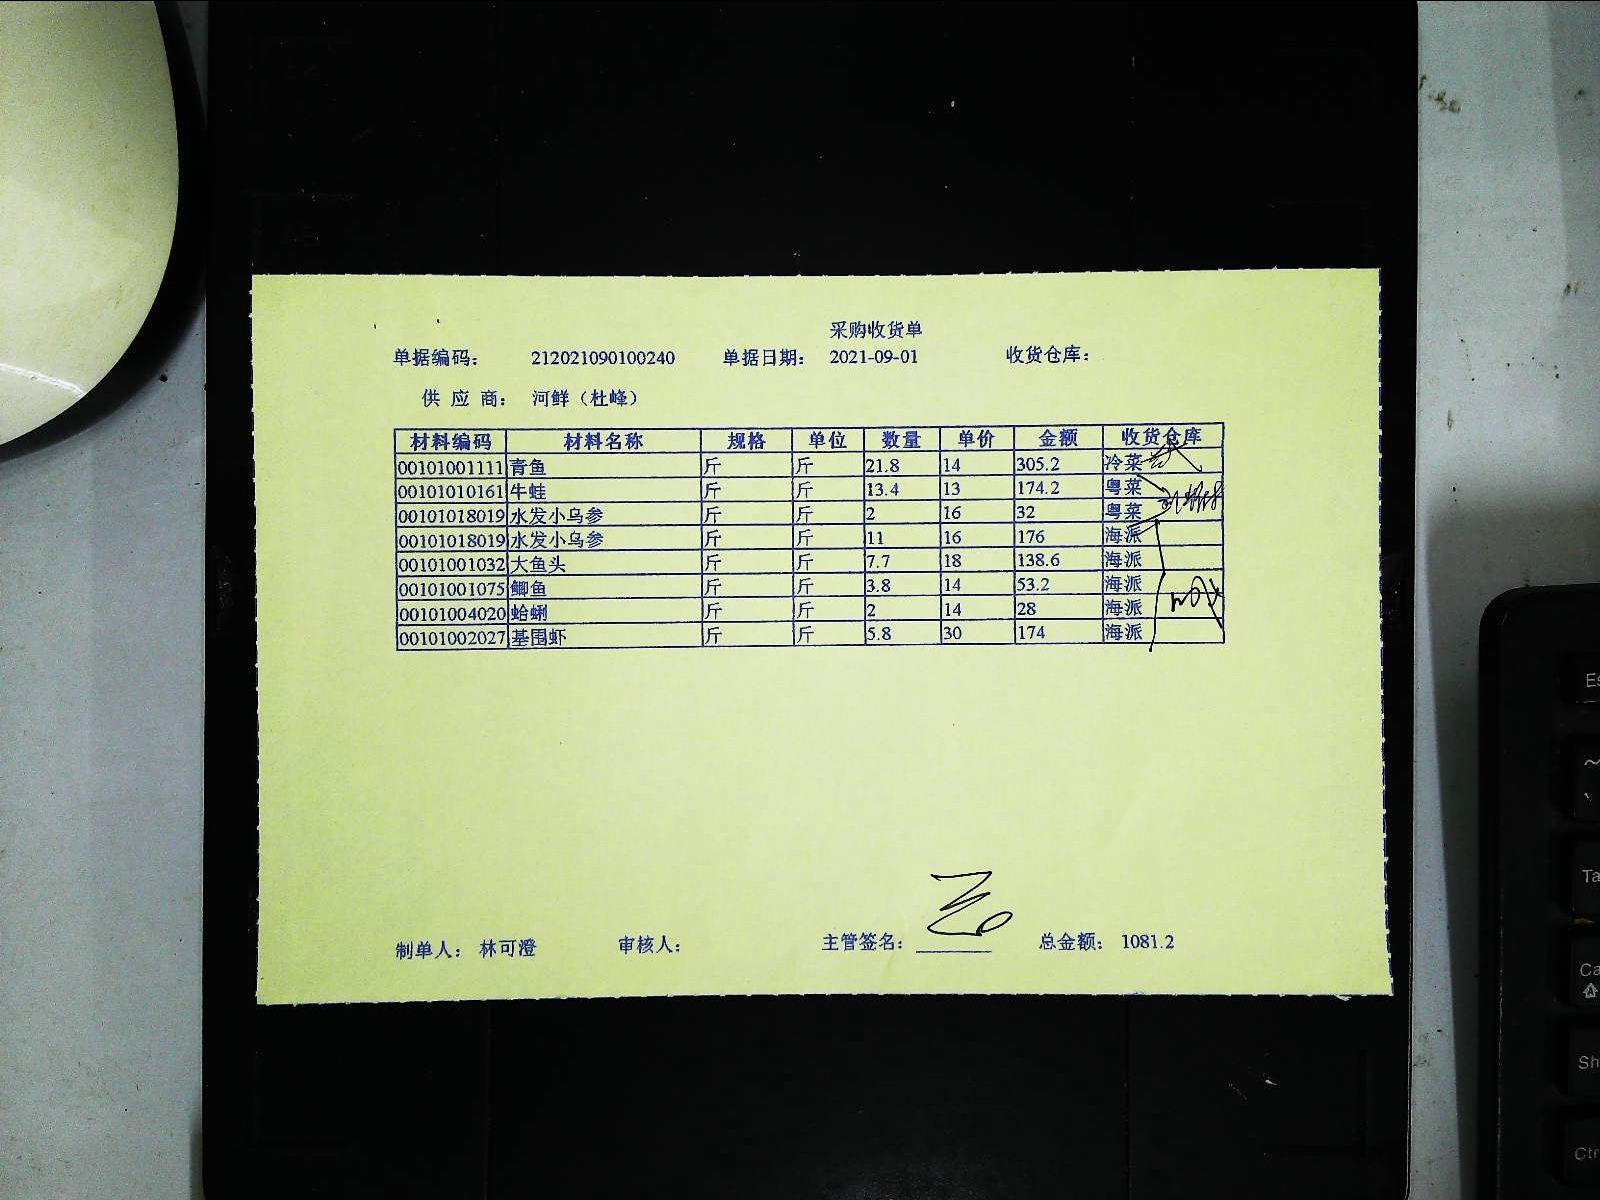 采购收货单
单据编码: 212021090100240 单据日期: 2021-09-01 收货仓库:
供 应 商: 河鲜（杜峰）
材料编码 材料名称 规格 单位 数量 单价 金额 收货仓库
00101001111 青鱼 斤 斤 21.8 14 305.2 冷菜
00101010161 牛蛙 斤 斤 13.4 13 174.2 粤菜
00101018019 水发小乌参 斤 斤 2 16 32 粤菜
00101018019 水发小乌参 斤 斤 11 16 176 海派
00101001032 大鱼头 斤 斤 7.7 18 138.6 海派
00101001075 鲫鱼 斤 斤 3.8 14 53.2 海派
00101004020 蛤蜊 斤 斤 2 14 28 海派
00101002027 基围虾 斤 斤 5.8 30 174 海派
制单人: 林可澄 审核人: 主管签名: 总金额: 1081.2